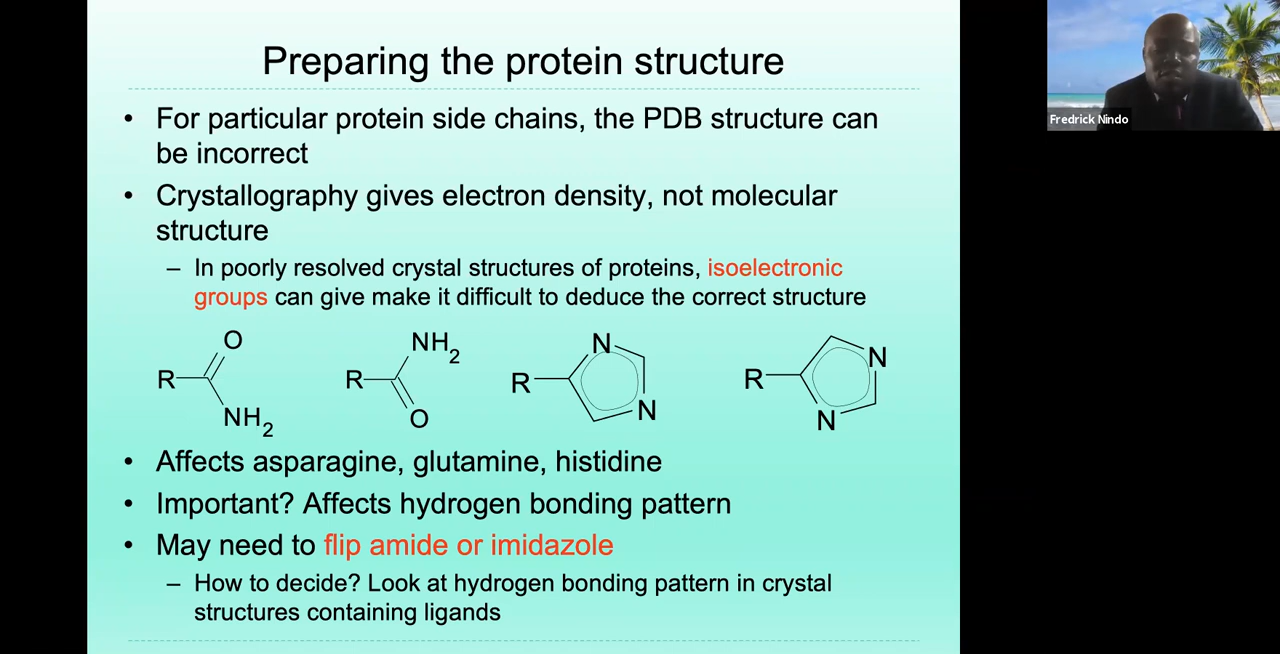 Preparing the protein structure
• For particular protein side chains, the PDB structure can
be incorrect
• Crystallography gives electron density, not molecular
structure
– In poorly resolved crystal structures of proteins, isoelectronic
groups can give make it difficult to deduce the correct structure
O
R
NH2
NH2
R
O
N
R
N
R
N
N
• Affects asparagine, glutamine, histidine
• Important? Affects hydrogen bonding pattern
• May need to flip amide or imidazole
– How to decide? Look at hydrogen bonding pattern in crystal
structures containing ligands
Fredrick Nindo